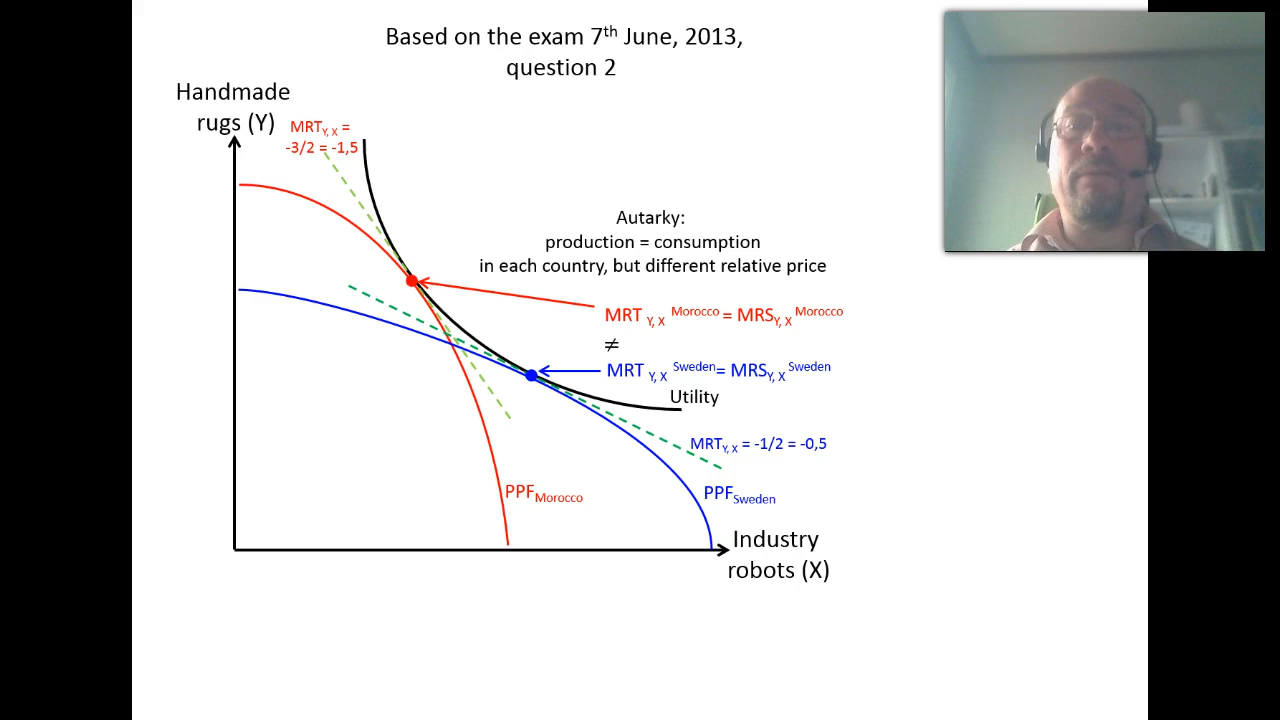 Based on the exam 7th June, 2013,
question 2
Handmade
rugs (Y)
MRTY, X =
-3/2 = -1,5
Autarky:
production = consumption
in each country, but different relative price
MRT Y, X Morocco = MRSY, X Morocco
≠
MRT Y, X Sweden= MRSY, X Sweden
Utility
MRTY, X = -1/2 = -0,5
PPFMorocco
PPFSweden
Industry
robots (X)